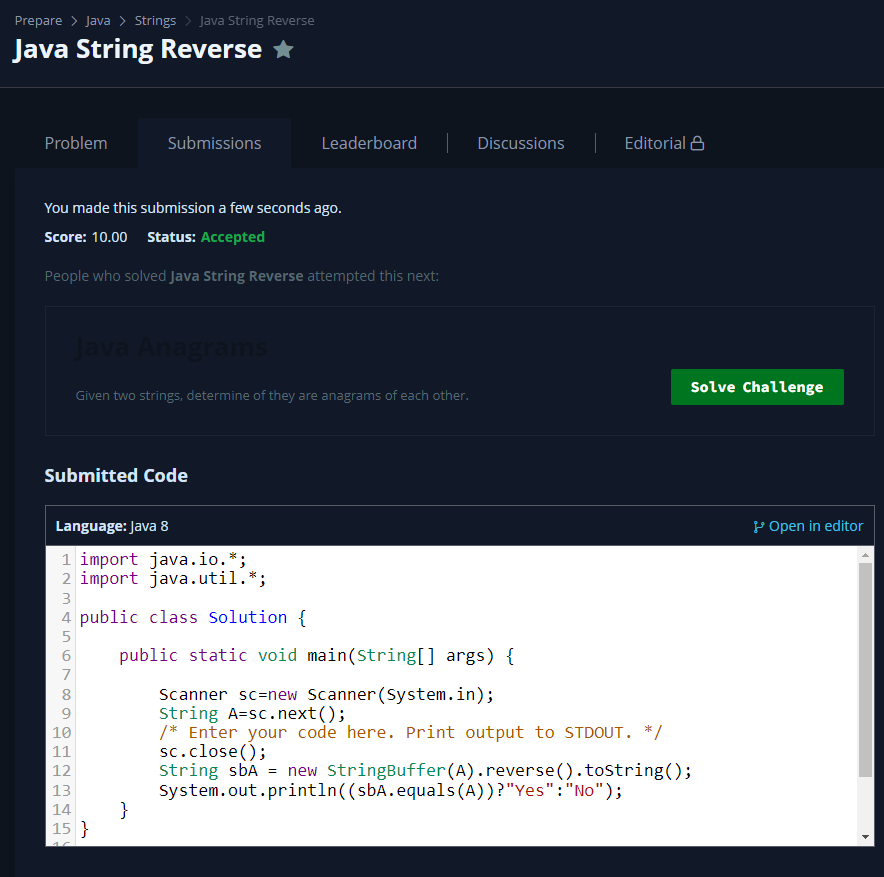 Prepare > Java > Strings > Java String Reverse
Java String Reverse
Problem Submissions Leaderboard Discussions Editorial
You made this submission a few seconds ago.
Score: 10.00 Status: Accepted
People who solved Java String Reverse attempted this next:
Java Anagrams
Given two strings, determine of they are anagrams of each other.
Solve Challenge
Submitted Code
Language: Java 8 Open in editor
1 import java.io.*;
2 import java.util.*;
3
4 public class Solution {
5
6 public static void main(String[] args) {
7
8 Scanner sc=new Scanner(System.in);
9 String A=sc.next();
10 /* Enter your code here. Print output to STDOUT. */
11 sc.close();
12 String sbA = new StringBuffer(A).reverse().toString();
13 System.out.println((sbA.equals(A))?"Yes":"No");
14 }
15 }
16